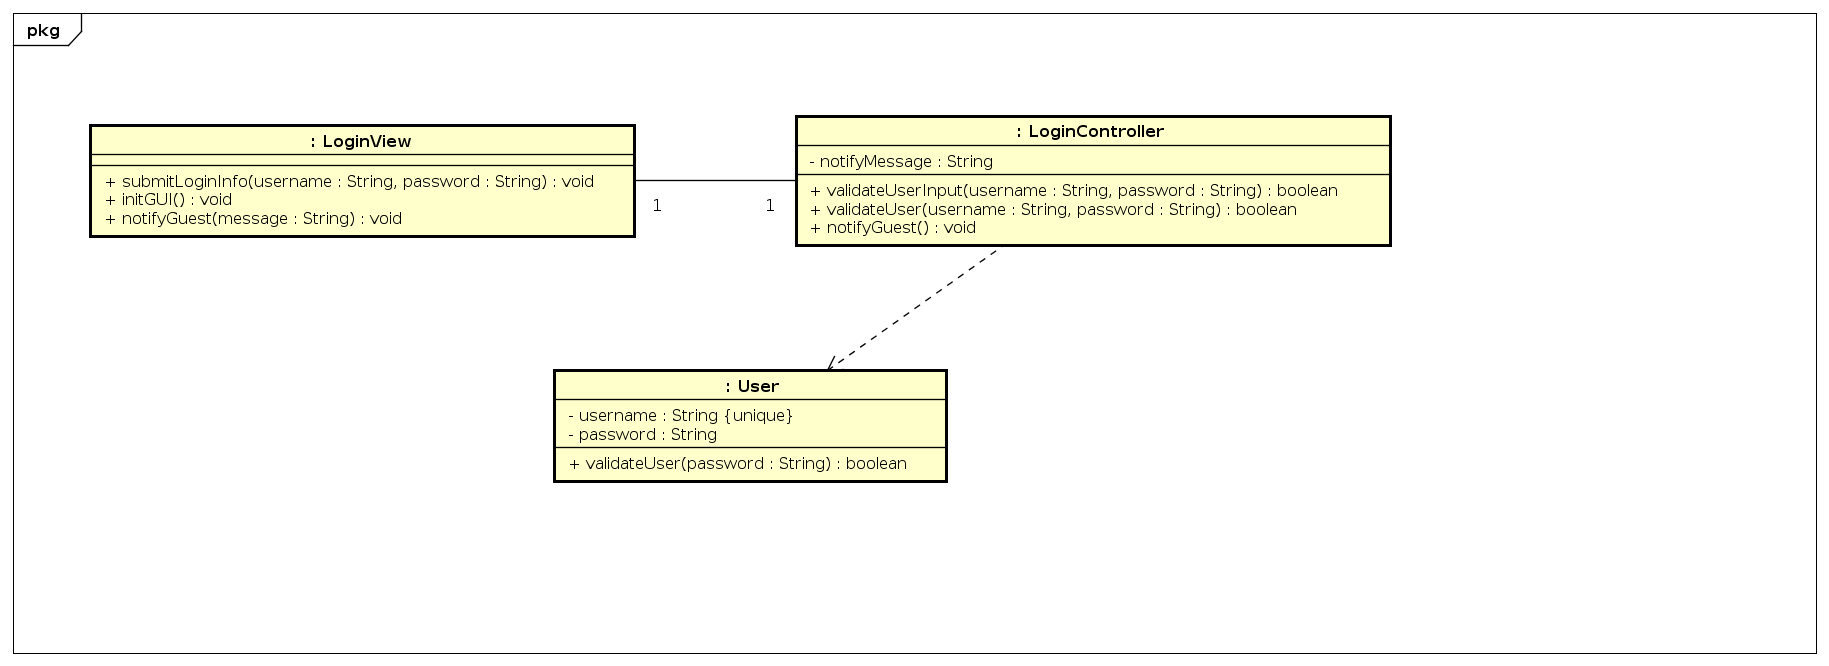 pkg
: LoginView
+ submitLoginInfo(username : String, password : String) : void
+ initGUI() : void
+ notifyGuest(message : String) : void
1
1
: LoginController
- notifyMessage : String
+ validateUserInput(username : String, password : String) : boolean
+ validateUser(username : String, password : String) : boolean
+ notifyGuest() : void
: User
- username : String {unique}
- password : String
+ validateUser(password : String) : boolean